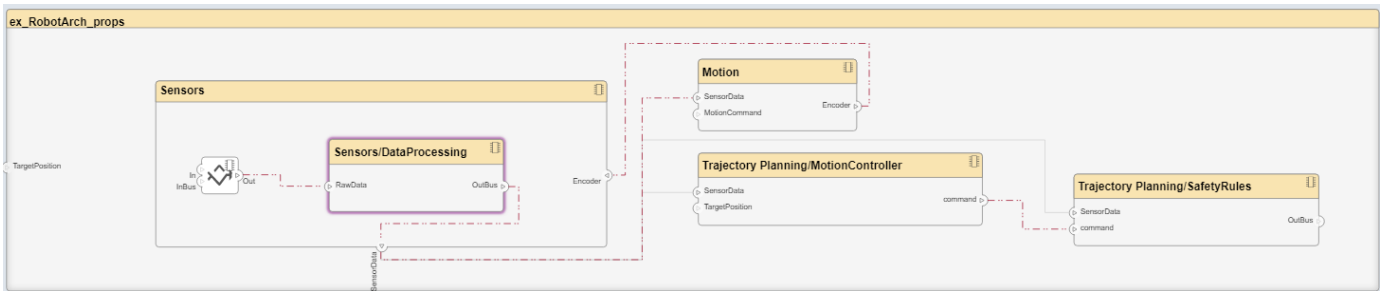 ex_RobotArch_props
TargetPosition
Sensors
In
InBus
Out
Sensors/DataProcessing
RawData
OutBus
Encoder
SensorData
Motion
SensorData
MotionCommand
Encoder
Trajectory Planning/MotionController
SensorData
TargetPosition
command
Trajectory Planning/SafetyRules
SensorData
command
OutBus